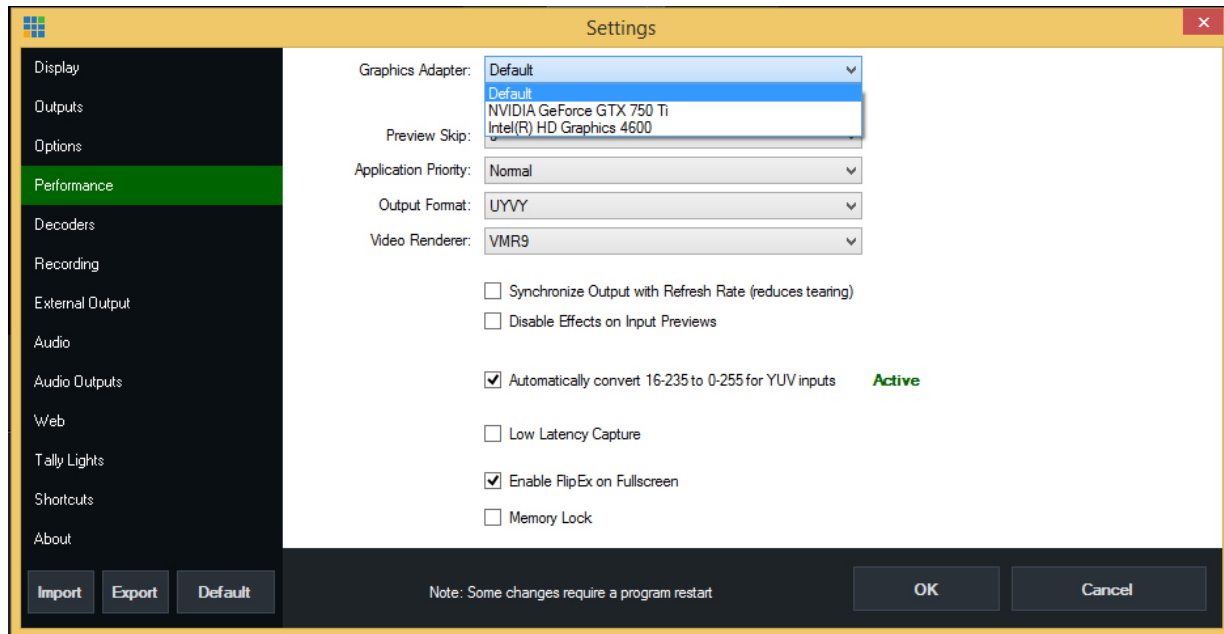 Settings
Display
Outputs
Options
Performance
Decoders
Recording
External Output
Audio
Audio Outputs
Web
Tally Lights
Shortcuts
About
Import Export Default
Graphics Adapter: Default
Default
NVIDIA GeForce GTX 750 Ti
Intel(R) HD Graphics 4600
Preview Skip:
Application Priority: Normal
Output Format: UYVY
Video Renderer: VMR9
Synchronize Output with Refresh Rate (reduces tearing)
Disable Effects on Input Previews
Automatically convert 16-235 to 0-255 for YUV inputs Active
Low Latency Capture
Enable FlipEx on Fullscreen
Memory Lock
Note: Some changes require a program restart
OK Cancel